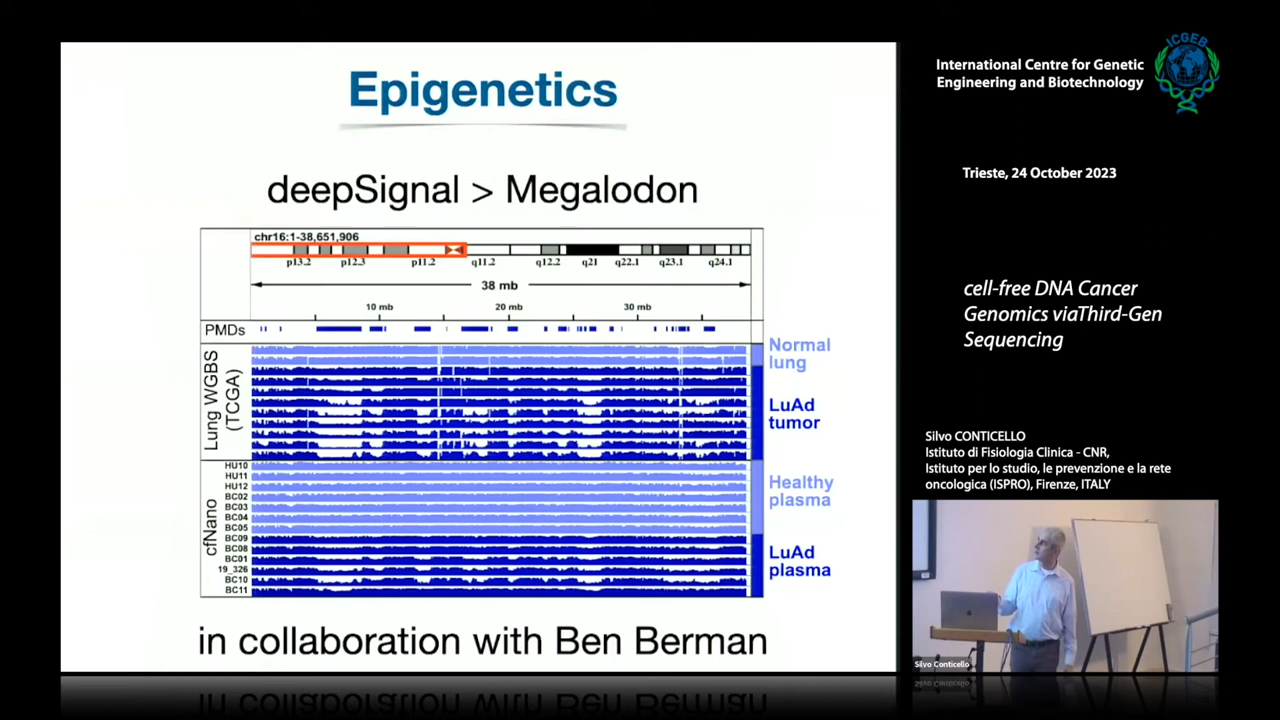 Epigenetics
deepSignal > Megalodon
chr16:1-38,651,906
p13.2 p12.3 p11.2 q11.2 q12.2 q21 q22.1 q23.1 q24.1
38 mb
10 mb 20 mb 30 mb
PMDs
Lung WGBS
(TCGA)
Normal
lung
LuAd
tumor
cfNano
HU10
HU11
HU12
BC02
BC03
BC04
BC05
BC09
BC08
BC01
19_326
BC10
BC11
Healthy
plasma
LuAd
plasma
in collaboration with Ben Berman
International Centre for Genetic
Engineering and Biotechnology
ICGEB
Trieste, 24 October 2023
cell-free DNA Cancer
Genomics viaThird-Gen
Sequencing
Silvo CONTICELLO
Istituto di Fisiologia Clinica - CNR,
Istituto per lo studio, le prevenzione e la rete
oncologica (ISPRO), Firenze, ITALY
Silvo Conticello